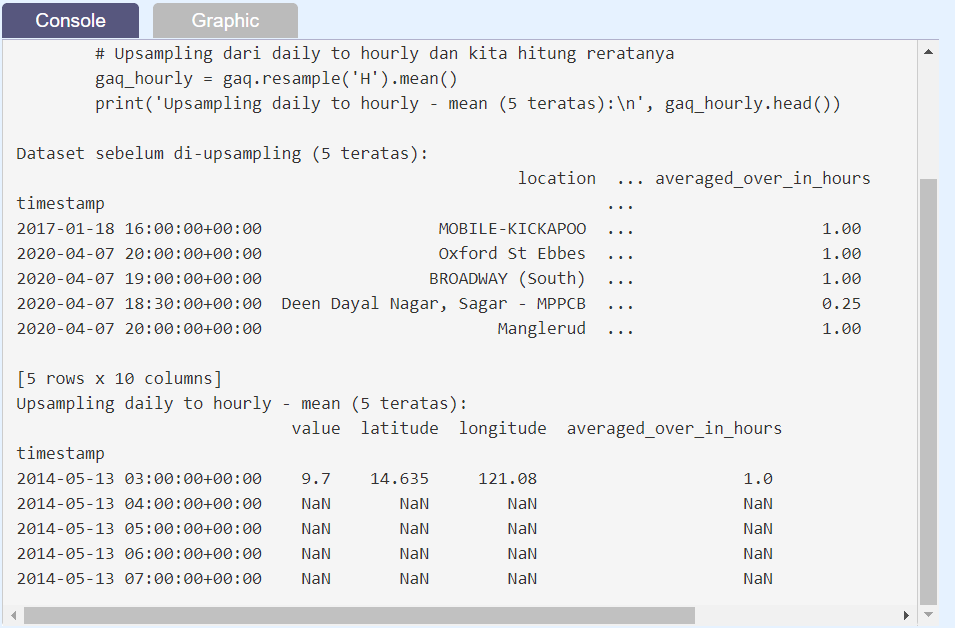 Console Graphic
# Upsampling dari daily to hourly dan kita hitung reratanya
gaq_hourly = gaq.resample('H').mean()
print('Upsampling daily to hourly - mean (5 teratas):\n', gaq_hourly.head())
Dataset sebelum di-upsampling (5 teratas):
location ... averaged_over_in_hours
timestamp ...
2017-01-18 16:00:00+00:00 MOBILE-KICKAPOO ... 1.00
2020-04-07 20:00:00+00:00 Oxford St Ebbes ... 1.00
2020-04-07 19:00:00+00:00 BROADWAY (South) ... 1.00
2020-04-07 18:30:00+00:00 Deen Dayal Nagar, Sagar - MPPCB ... 0.25
2020-04-07 20:00:00+00:00 Manglerud ... 1.00
[5 rows x 10 columns]
Upsampling daily to hourly - mean (5 teratas):
value latitude longitude averaged_over_in_hours
timestamp
2014-05-13 03:00:00+00:00 9.7 14.635 121.08 1.0
2014-05-13 04:00:00+00:00 NaN NaN NaN NaN
2014-05-13 05:00:00+00:00 NaN NaN NaN NaN
2014-05-13 06:00:00+00:00 NaN NaN NaN NaN
2014-05-13 07:00:00+00:00 NaN NaN NaN NaN